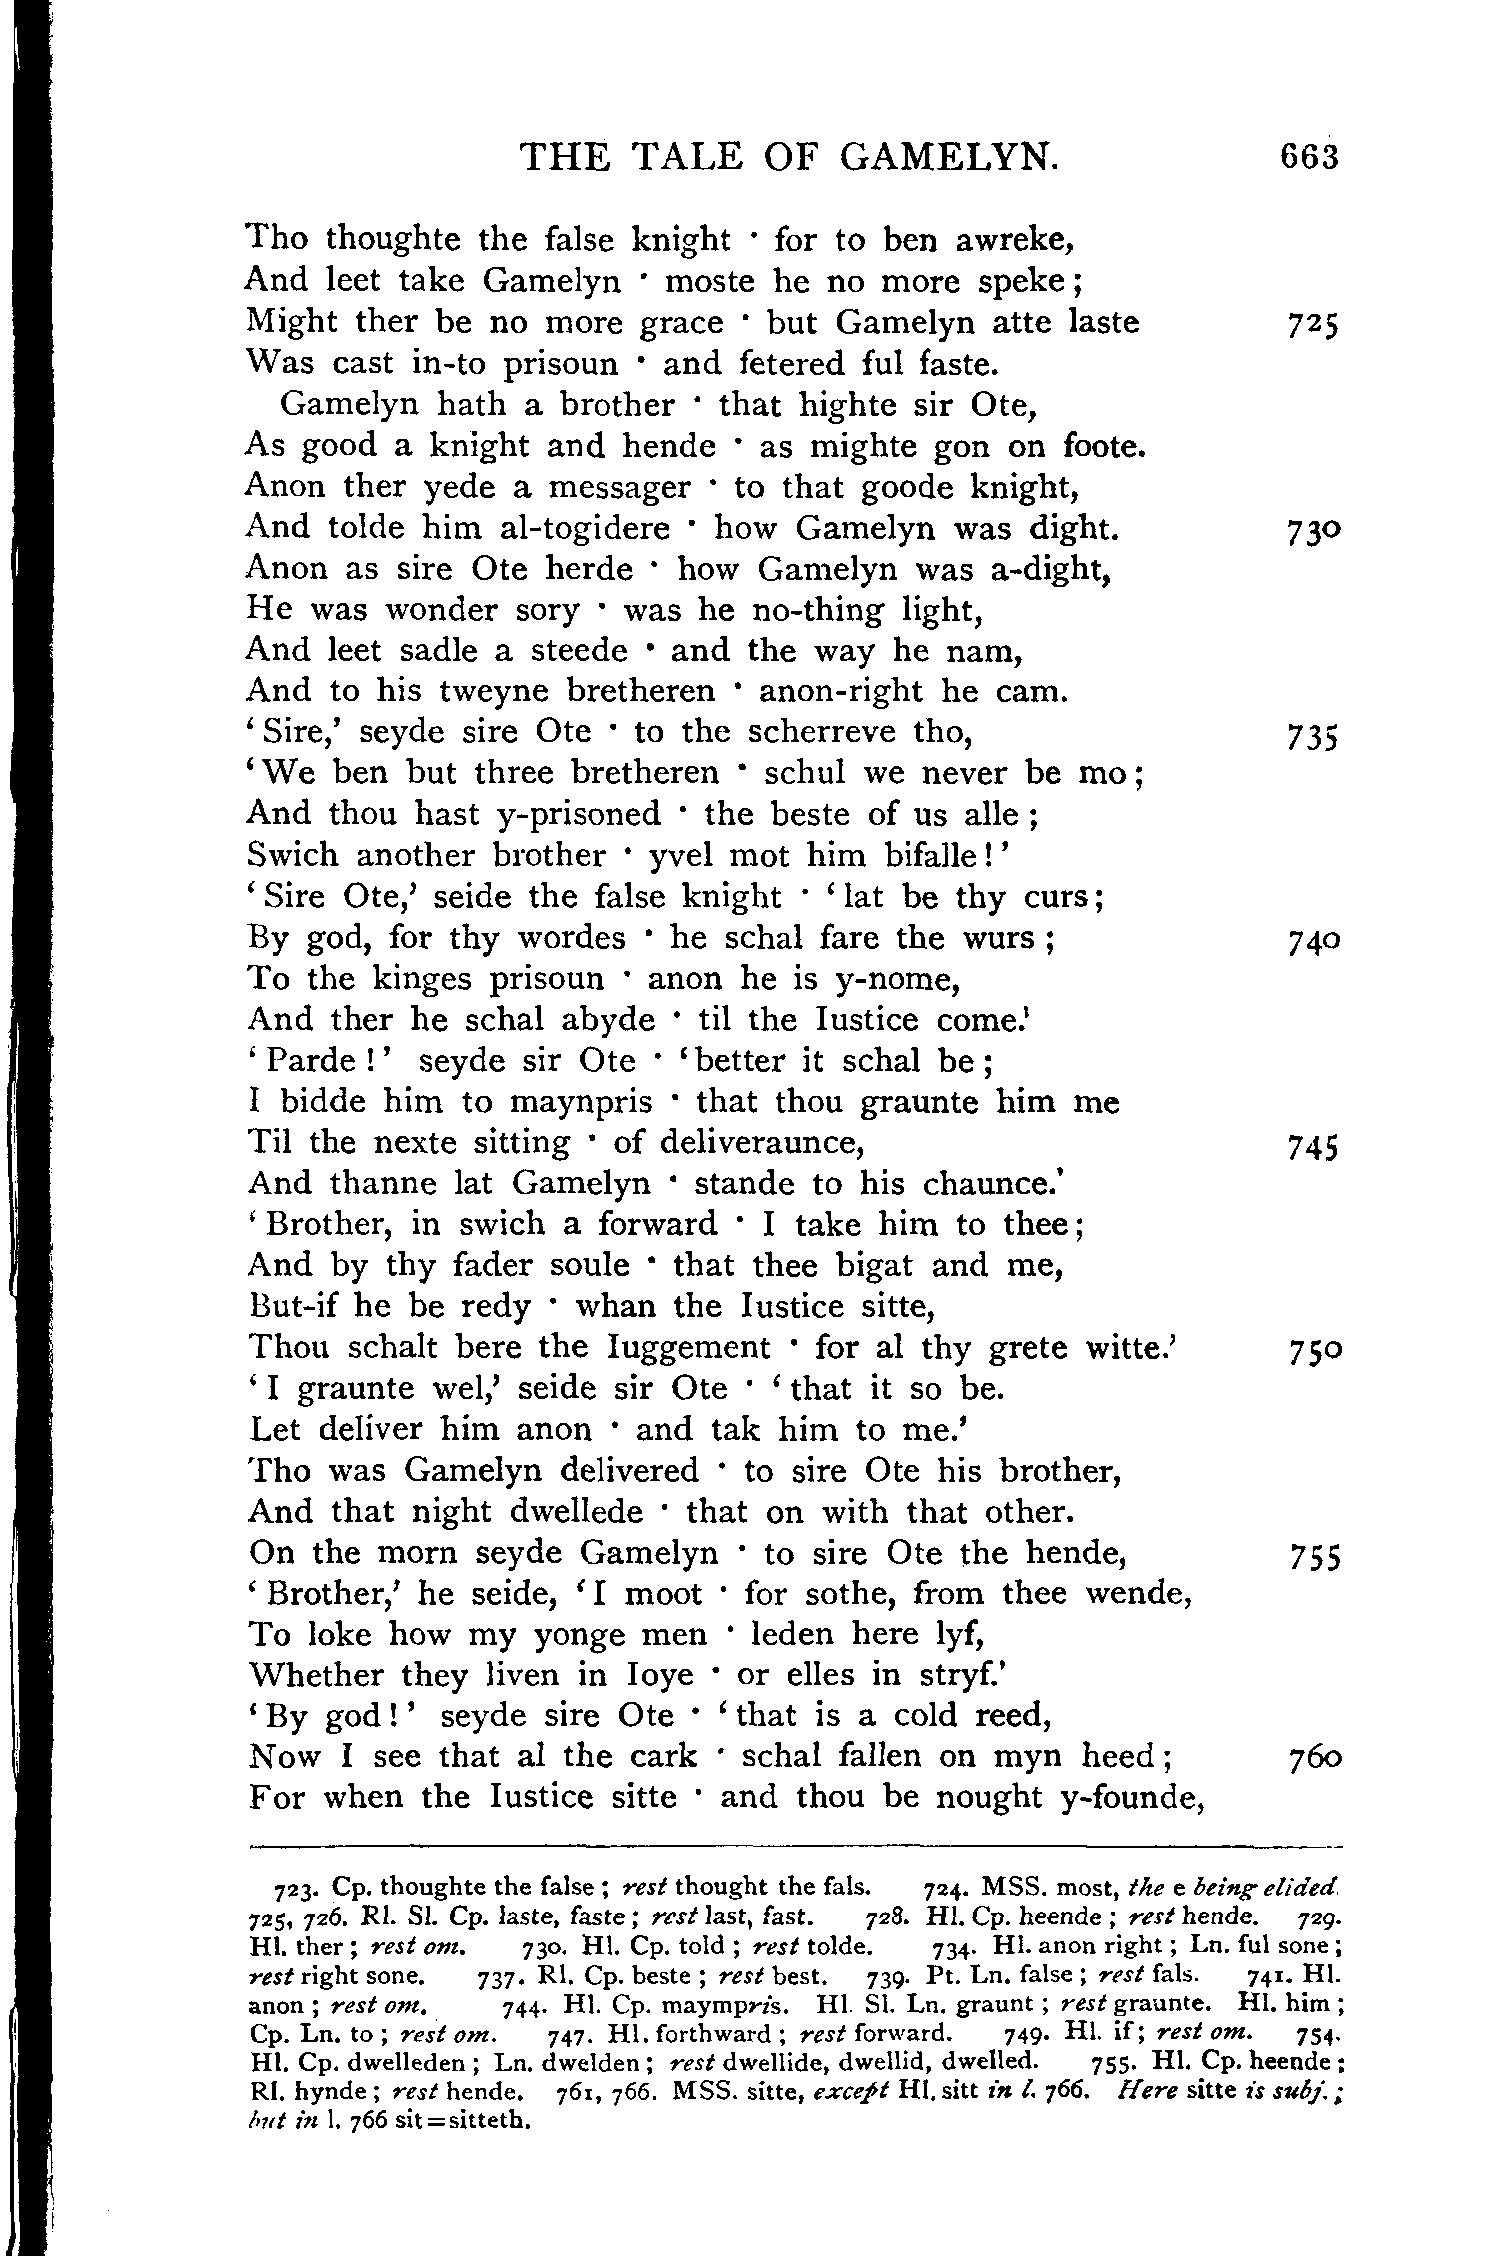 THE TALE OF GAMELYN. 663
Tho thoughte the false knight · for to ben awreke,
And leet take Gamelyn · moste he no more speke;
Might ther be no more grace · but Gamelyn atte laste 725
Was cast in-to prisoun · and fetered ful faste.
Gamelyn hath a brother · that highte sir Ote,
As good a knight and hende · as mighte gon on foote.
Anon ther yede a messager · to that goode knight,
And tolde him al-togidere · how Gamelyn was dight. 730
Anon as sire Ote herde · how Gamelyn was a-dight,
He was wonder sory · was he no-thing light,
And leet sadle a steede · and the way he nam,
And to his tweyne bretheren · anon-right he cam.
‘Sire,’ seyde sire Ote · to the scherreve tho, 735
‘We ben but three bretheren · schul we never be mo;
And thou hast y-prisoned · the beste of us alle;
Swich another brother · yvel mot him bifalle!’
‘Sire Ote,’ seide the false knight · ‘lat be thy curs;
By god, for thy wordes · he schal fare the wurs; 740
To the kinges prisoun · anon he is y-nome,
And ther he schal abyde · til the Iustice come.’
‘Parde!’ seyde sir Ote · ‘better it schal be;
I bidde him to maynpris · that thou graunte him me
Til the nexte sitting · of deliveraunce, 745
And thanne lat Gamelyn · stande to his chaunce.’
‘Brother, in swich a forward · I take him to thee;
And by thy fader soule · that thee bigat and me,
But-if he be redy · whan the Iustice sitte,
Thou schalt bere the Iuggement · for al thy grete witte.’ 750
‘I graunte wel,’ seide sir Ote · ‘that it so be.
Let deliver him anon · and tak him to me.’
Tho was Gamelyn delivered · to sire Ote his brother,
And that night dwellede · that on with that other.
On the morn seyde Gamelyn · to sire Ote the hende, 755
‘Brother,’ he seide, ‘I moot · for sothe, from thee wende,
To loke how my yonge men · leden here lyf,
Whether they liven in Ioye · or elles in stryf.’
‘By god!’ seyde sire Ote · ‘that is a cold reed,
Now I see that al the cark · schal fallen on myn heed; 760
For when the Iustice sitte · and thou be nought y-founde,
723. Cp. thoughte the false; rest thought the fals. 724. MSS. most, the e being elided.
725, 726. Rl. Sl. Cp. laste, faste; rest last, fast. 728. Hl. Cp. heende; rest hende. 729.
Hl. ther; rest om. 730. Hl. Cp. told; rest tolde. 734. Hl. anon right; Ln. ful sone;
rest right sone. 737. Rl. Cp. beste; rest best. 739. Pt. Ln. false; rest fals. 741. Hl.
anon; rest om. 744. Hl. Cp. maympris. Hl. Sl. Ln. graunt; rest graunte. Hl. him;
Cp. Ln. to; rest om. 747. Hl. forthward; rest forward. 749. Hl. if; rest om. 754.
Hl. Cp. dwelleden; Ln. dwelden; rest dwellide, dwellid, dwelled. 755. Hl. Cp. heende;
Rl. hynde; rest hende. 761, 766. MSS. sitte, except Hl. sitt in l. 766. Here sitte is subj.;
but in l. 766 sit=sitteth.